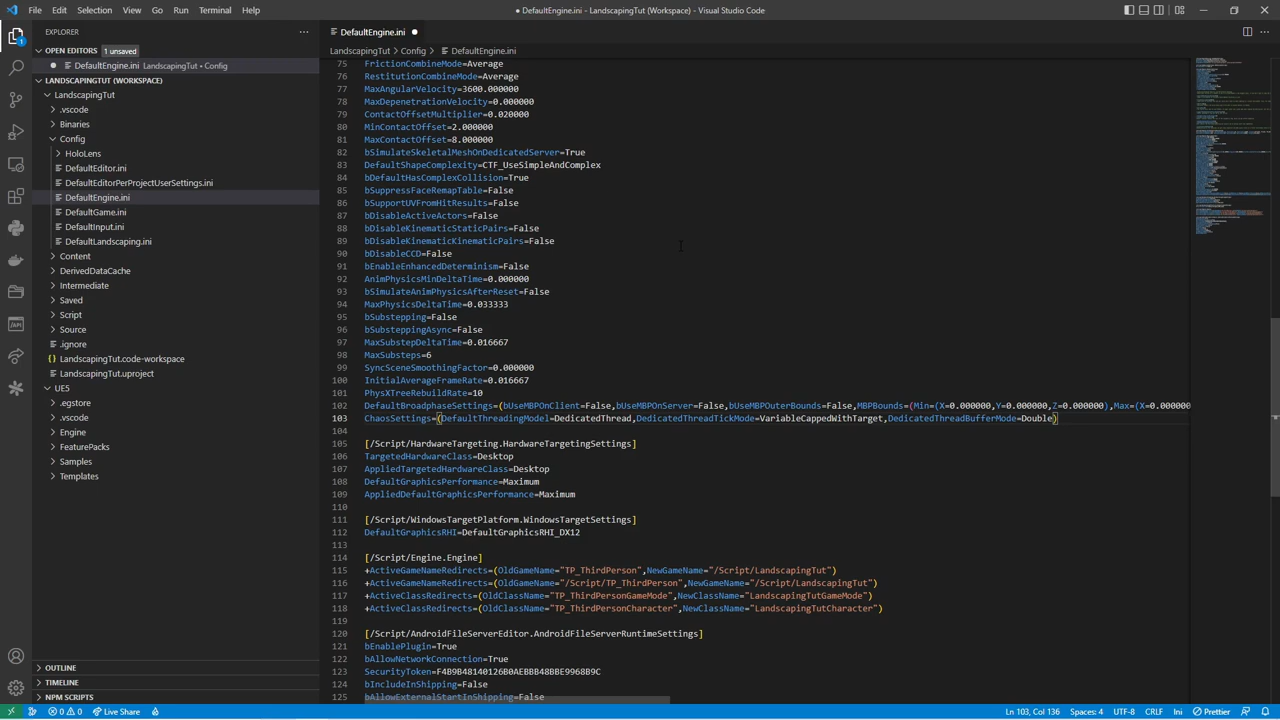 File Edit Selection View Go Run Terminal Help
● DefaultEngine.ini - LandscapingTut (Workspace) - Visual Studio Code
EXPLORER
OPEN EDITORS 1 unsaved
DefaultEngine.ini LandscapingTut • Config
LANDSCAPINGTUT (WORKSPACE)
LandscapingTut
.vscode
Binaries
Config
HoloLens
DefaultEditor.ini
DefaultEditorPerProjectUserSettings.ini
DefaultEngine.ini
DefaultGame.ini
DefaultInput.ini
DefaultLandscaping.ini
Content
DerivedDataCache
Intermediate
Saved
Script
Source
.ignore
LandscapingTut.code-workspace
LandscapingTut.uproject
UE5
.egstore
.vscode
Engine
FeaturePacks
Samples
Templates
OUTLINE
TIMELINE
NPM SCRIPTS
DefaultEngine.ini
LandscapingTut > Config > DefaultEngine.ini
75 FrictionCombineMode=Average
76 RestitutionCombineMode=Average
77 MaxAngularVelocity=3600.000000
78 MaxDepenetrationVelocity=0.000000
79 ContactOffsetMultiplier=0.020000
80 MinContactOffset=2.000000
81 MaxContactOffset=8.000000
82 bSimulateSkeletalMeshOnDedicatedServer=True
83 DefaultShapeComplexity=CTF_UseSimpleAndComplex
84 bDefaultHasComplexCollision=True
85 bSuppressFaceRemapTable=False
86 bSupportUVFromHitResults=False
87 bDisableActiveActors=False
88 bDisableKinematicStaticPairs=False
89 bDisableKinematicKinematicPairs=False
90 bDisableCCD=False
91 bEnableEnhancedDeterminism=False
92 AnimPhysicsMinDeltaTime=0.000000
93 bSimulateAnimPhysicsAfterReset=False
94 MaxPhysicsDeltaTime=0.033333
95 bSubstepping=False
96 bSubsteppingAsync=False
97 MaxSubstepDeltaTime=0.016667
98 MaxSubsteps=6
99 SyncSceneSmoothingFactor=0.000000
100 InitialAverageFrameRate=0.016667
101 PhysXTreeRebuildRate=10
102 DefaultBroadphaseSettings=(bUseMBPOnClient=False,bUseMBPOnServer=False,bUseMBPOuterBounds=False,MBPBounds=(Min=(X=0.000000,Y=0.000000,Z=0.000000),Max=(X=0.000000
103 ChaosSettings=(DefaultThreadingModel=DedicatedThread,DedicatedThreadTickMode=VariableCappedWithTarget,DedicatedThreadBufferMode=Double)
104
105 [/Script/HardwareTargeting.HardwareTargetingSettings]
106 TargetedHardwareClass=Desktop
107 AppliedTargetedHardwareClass=Desktop
108 DefaultGraphicsPerformance=Maximum
109 AppliedDefaultGraphicsPerformance=Maximum
110
111 [/Script/WindowsTargetPlatform.WindowsTargetSettings]
112 DefaultGraphicsRHI=DefaultGraphicsRHI_DX12
113
114 [/Script/Engine.Engine]
115 +ActiveGameNameRedirects=(OldGameName="TP_ThirdPerson",NewGameName="/Script/LandscapingTut")
116 +ActiveGameNameRedirects=(OldGameName="/Script/TP_ThirdPerson",NewGameName="/Script/LandscapingTut")
117 +ActiveClassRedirects=(OldClassName="TP_ThirdPersonGameMode",NewClassName="LandscapingTutGameMode")
118 +ActiveClassRedirects=(OldClassName="TP_ThirdPersonCharacter",NewClassName="LandscapingTutCharacter")
119
120 [/Script/AndroidFileServerEditor.AndroidFileServerRuntimeSettings]
121 bEnablePlugin=True
122 bAllowNetworkConnection=True
123 SecurityToken=F4B9B48140126B0AEBBB48BBE9968B9C
124 bIncludeInShipping=False
125 bAllowExternalStartInShipping=False
0 0 Live Share Ln 103, Col 136 Spaces: 4 UTF-8 CRLF Ini Prettier